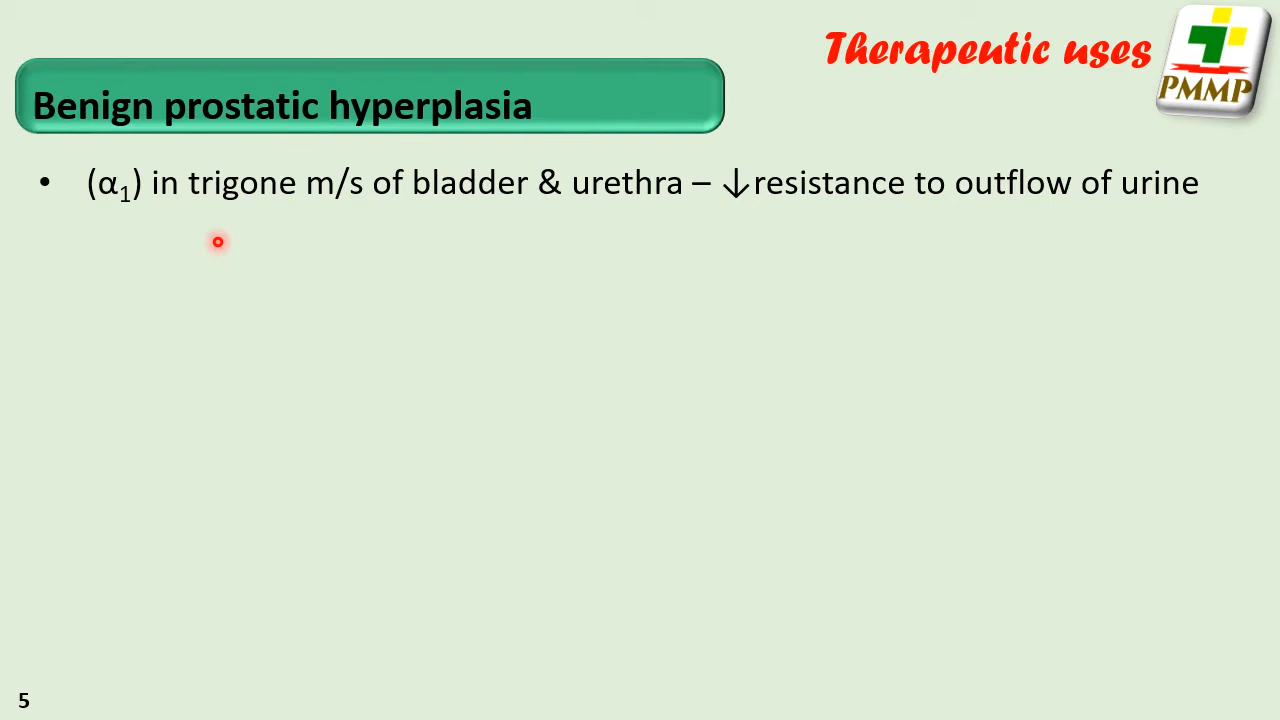 Therapeutic uses
PMMP
Benign prostatic hyperplasia
• (α₁) in trigone m/s of bladder & urethra – ↓resistance to outflow of urine
5